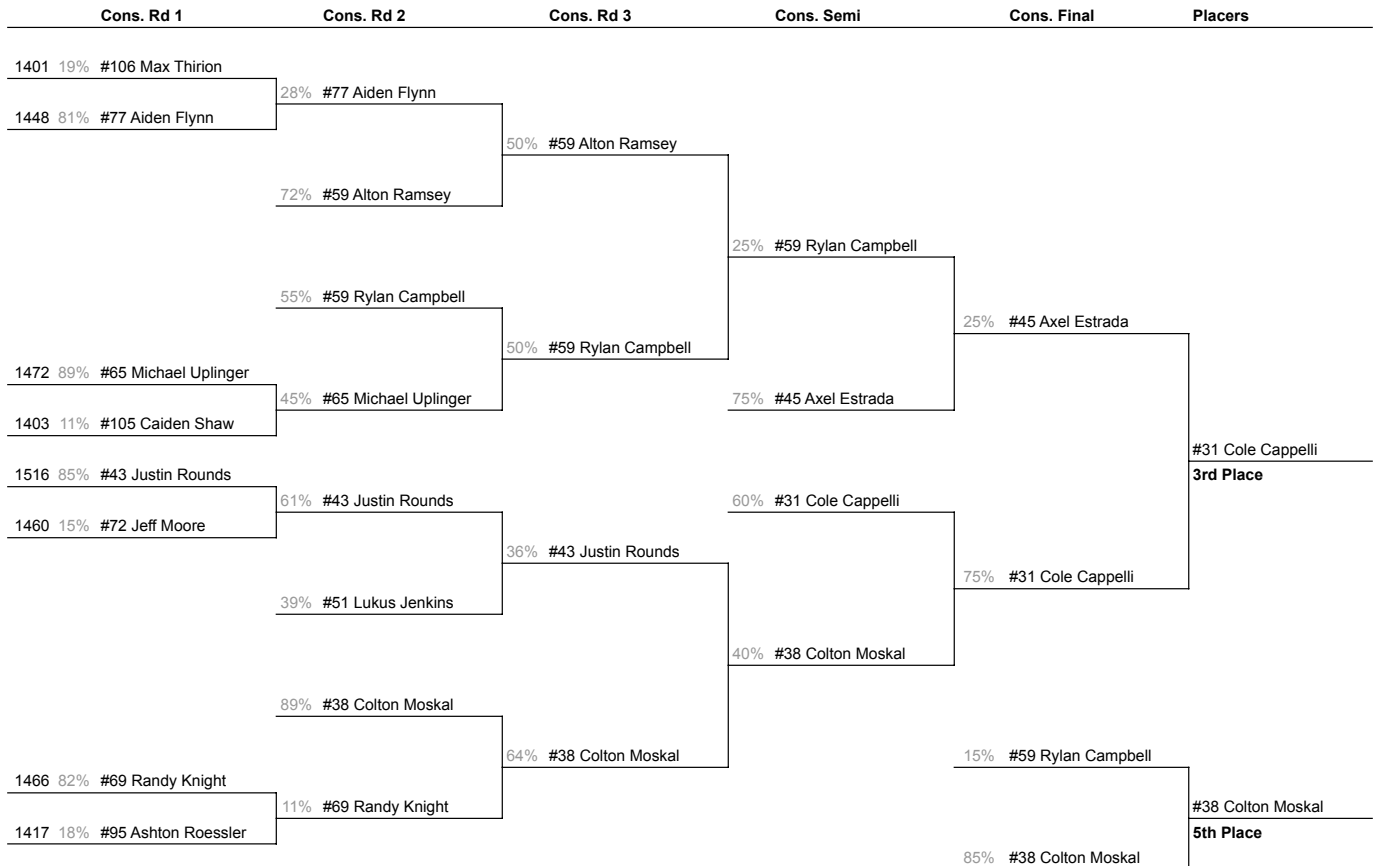 Cons. Rd 1 Cons. Rd 2 Cons. Rd 3 Cons. Semi Cons. Final Placers
1401 19% #106 Max Thirion
28% #77 Aiden Flynn
1448 81% #77 Aiden Flynn
50% #59 Alton Ramsey
72% #59 Alton Ramsey
25% #59 Rylan Campbell
55% #59 Rylan Campbell
25% #45 Axel Estrada
50% #59 Rylan Campbell
1472 89% #65 Michael Uplinger
45% #65 Michael Uplinger 75% #45 Axel Estrada
1403 11% #105 Caiden Shaw
#31 Cole Cappelli
1516 85% #43 Justin Rounds
3rd Place
61% #43 Justin Rounds 60% #31 Cole Cappelli
1460 15% #72 Jeff Moore
36% #43 Justin Rounds
75% #31 Cole Cappelli
39% #51 Lukus Jenkins
40% #38 Colton Moskal
89% #38 Colton Moskal
64% #38 Colton Moskal 15% #59 Rylan Campbell
1466 82% #69 Randy Knight
11% #69 Randy Knight #38 Colton Moskal
1417 18% #95 Ashton Roessler 5th Place
85% #38 Colton Moskal